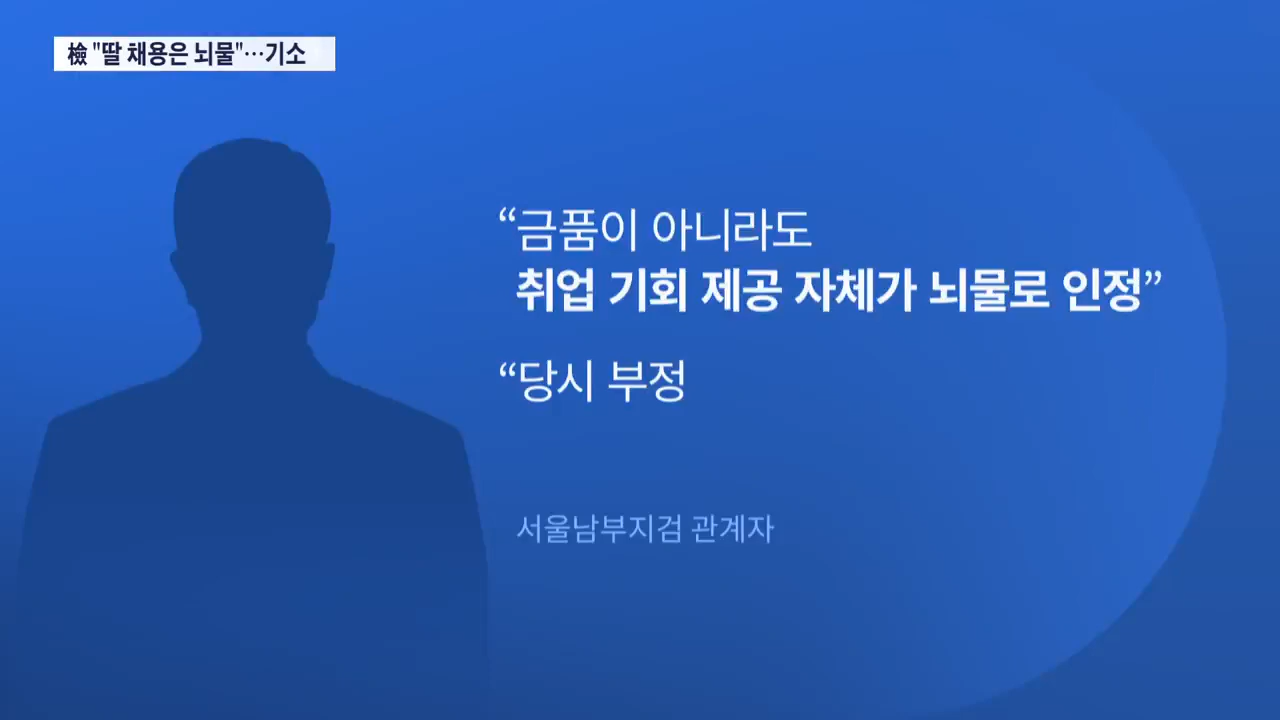 檢 "딸 채용은 뇌물"…기소
“금품이 아니라도
취업 기회 제공 자체가 뇌물로 인정”
“당시 부정
서울남부지검 관계자